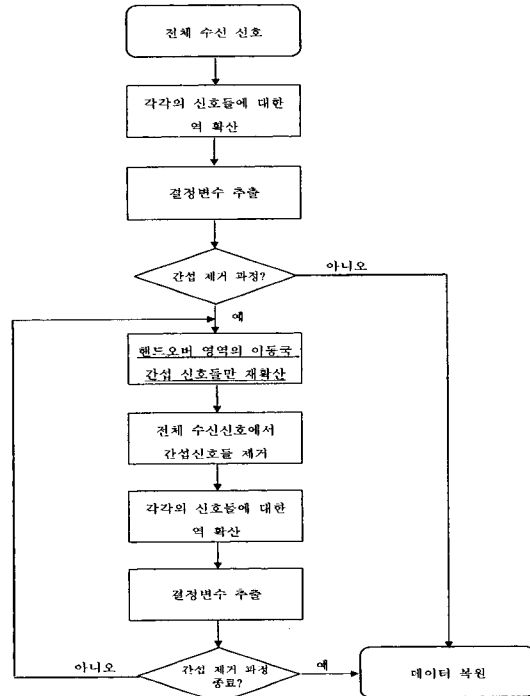 전체 수신 신호
각각의 신호들에 대한
역 확산
결정변수 추출
간섭 제거 과정?
아니오
예
핸드오버 영역의 이동국
간섭 신호들만 재확산
전체 수신신호에서
간섭신호들 제거
각각의 신호들에 대한
역 확산
결정변수 추출
아니오
간섭 제거 과정
종료?
예
데이터 복원